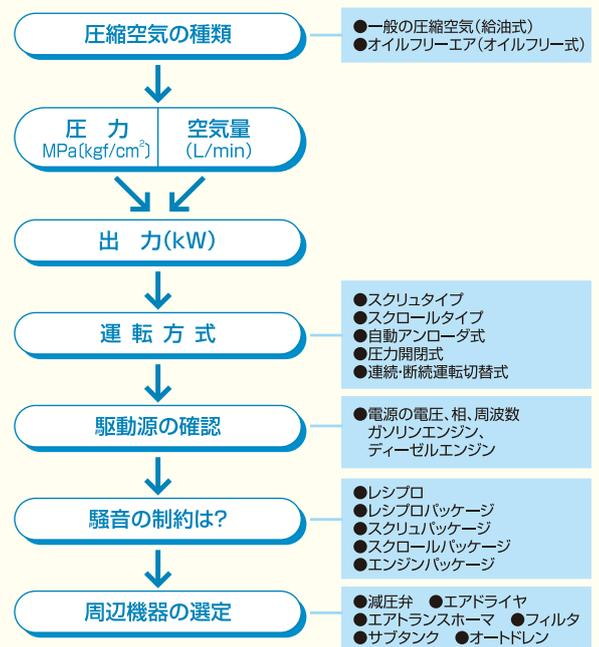 圧縮空気の種類
●一般の圧縮空気(給油式)
●オイルフリーエア(オイルフリー式)
圧　力
MPa〔kgf/cm²〕
空気量
(L/min)
出　力(kW)
運 転 方 式
●スクリュタイプ
●スクロールタイプ
●自動アンローダ式
●圧力開閉式
●連続・断続運転切替式
駆動源の確認
●電源の電圧、相、周波数
ガソリンエンジン、
ディーゼルエンジン
騒音の制約は?
●レシプロ
●レシプロパッケージ
●スクリュパッケージ
●スクロールパッケージ
●エンジンパッケージ
周辺機器の選定
●減圧弁　●エアドライヤ
●エアトランスホーマ　●フィルタ
●サブタンク　●オートドレン